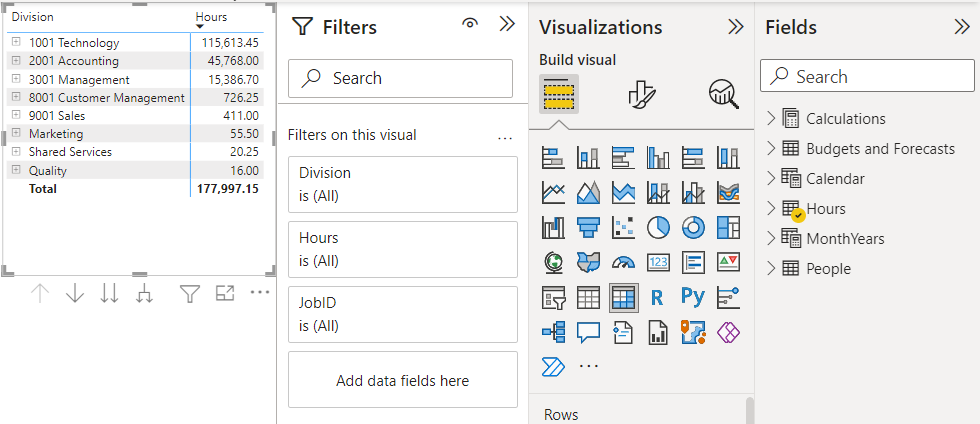 Division Hours
1001 Technology 115,613.45
2001 Accounting 45,768.00
3001 Management 15,386.70
8001 Customer Management 726.25
9001 Sales 411.00
Marketing 55.50
Shared Services 20.25
Quality 16.00
Total 177,997.15
Filters
Search
Filters on this visual
Division
is (All)
Hours
is (All)
JobID
is (All)
Add data fields here
Visualizations
Build visual
123
R Py
Rows
Fields
Search
Calculations
Budgets and Forecasts
Calendar
Hours
MonthYears
People